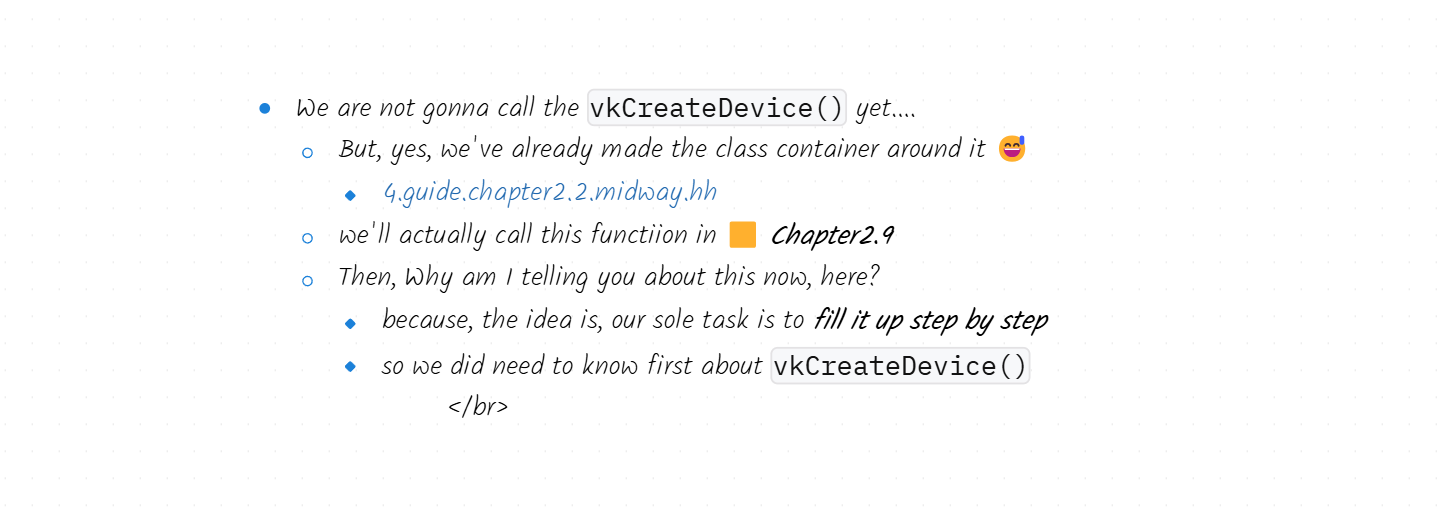 We are not gonna call the vkCreateDevice() yet....
But, yes, we've already made the class container around it 😅
4.guide.chapter2.2.midway.hh
we'll actually call this functiion in 🟧 Chapter2.9
Then, Why am I telling you about this now, here?
because, the idea is, our sole task is to fill it up step by step
so we did need to know first about vkCreateDevice()
</br>